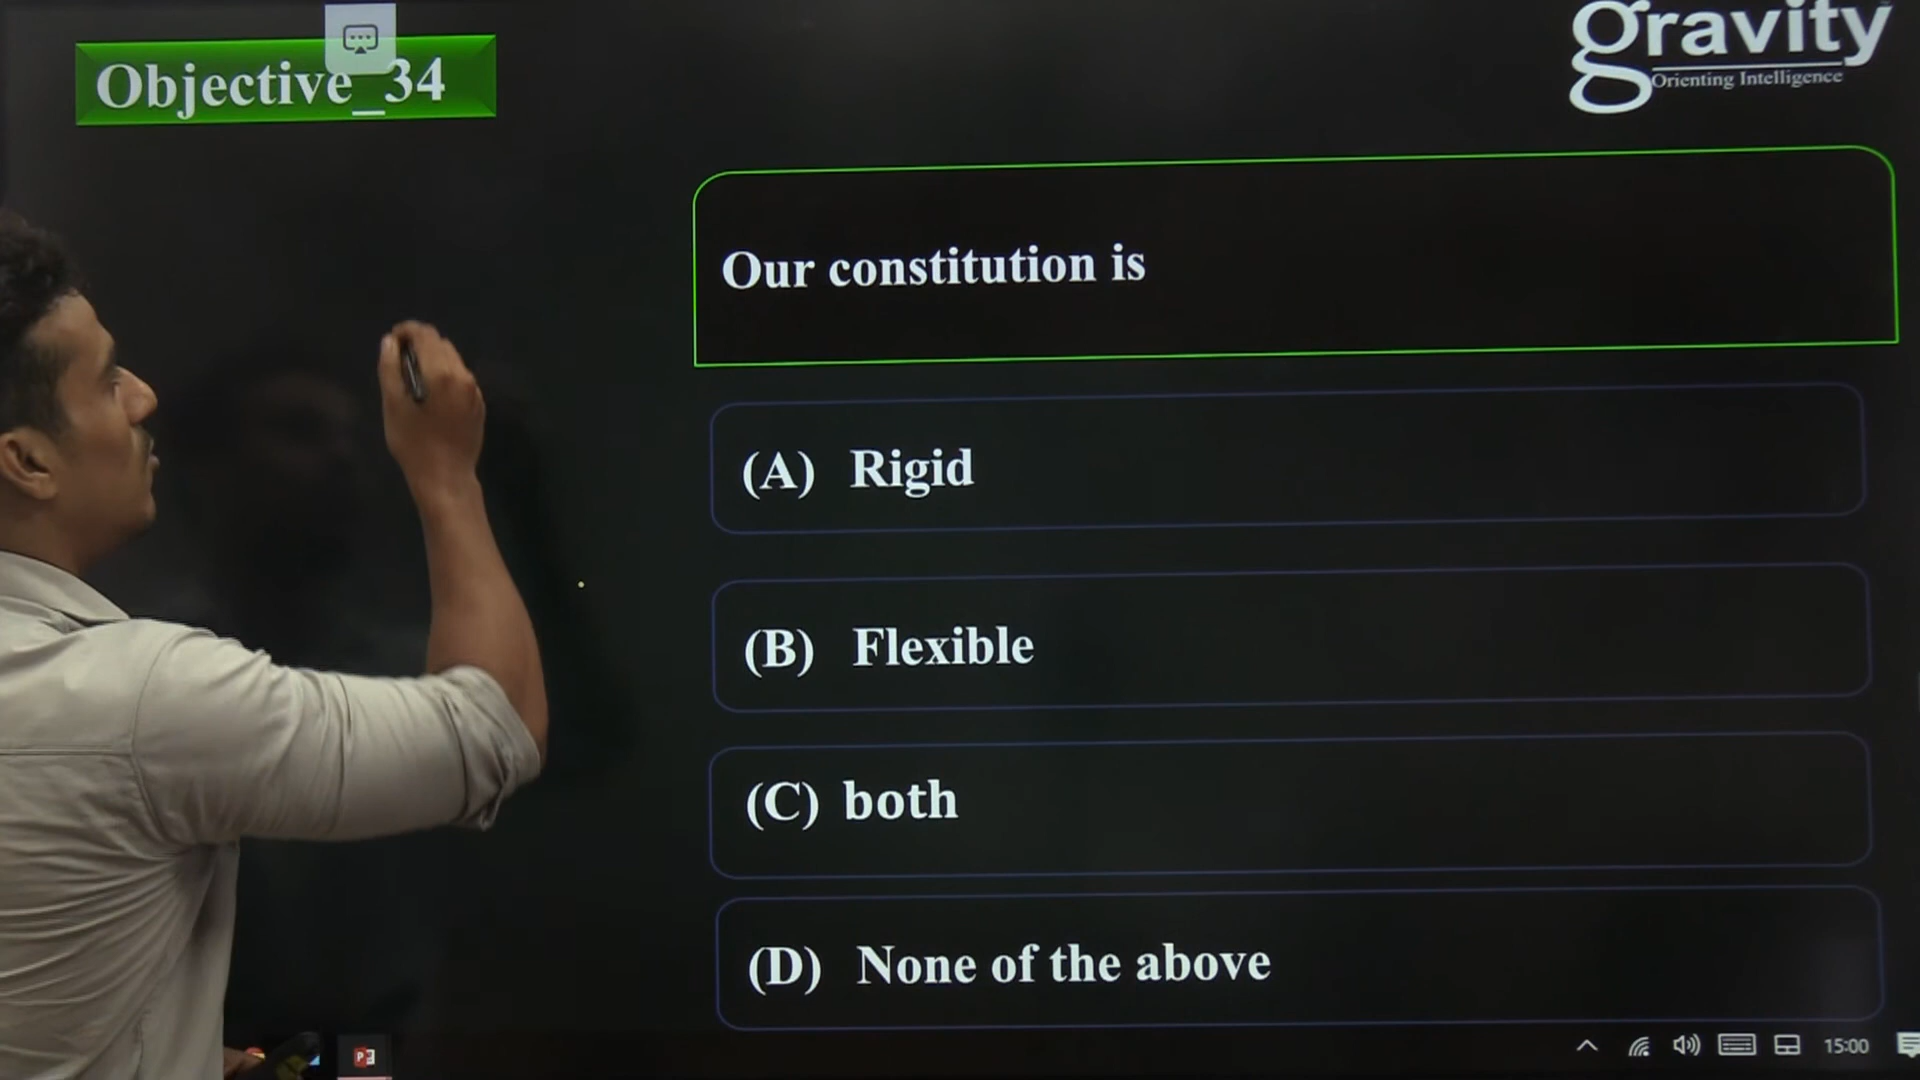 Objective_34
gravity
Orienting Intelligence
Our constitution is
(A) Rigid
(B) Flexible
(C) both
(D) None of the above
15:00